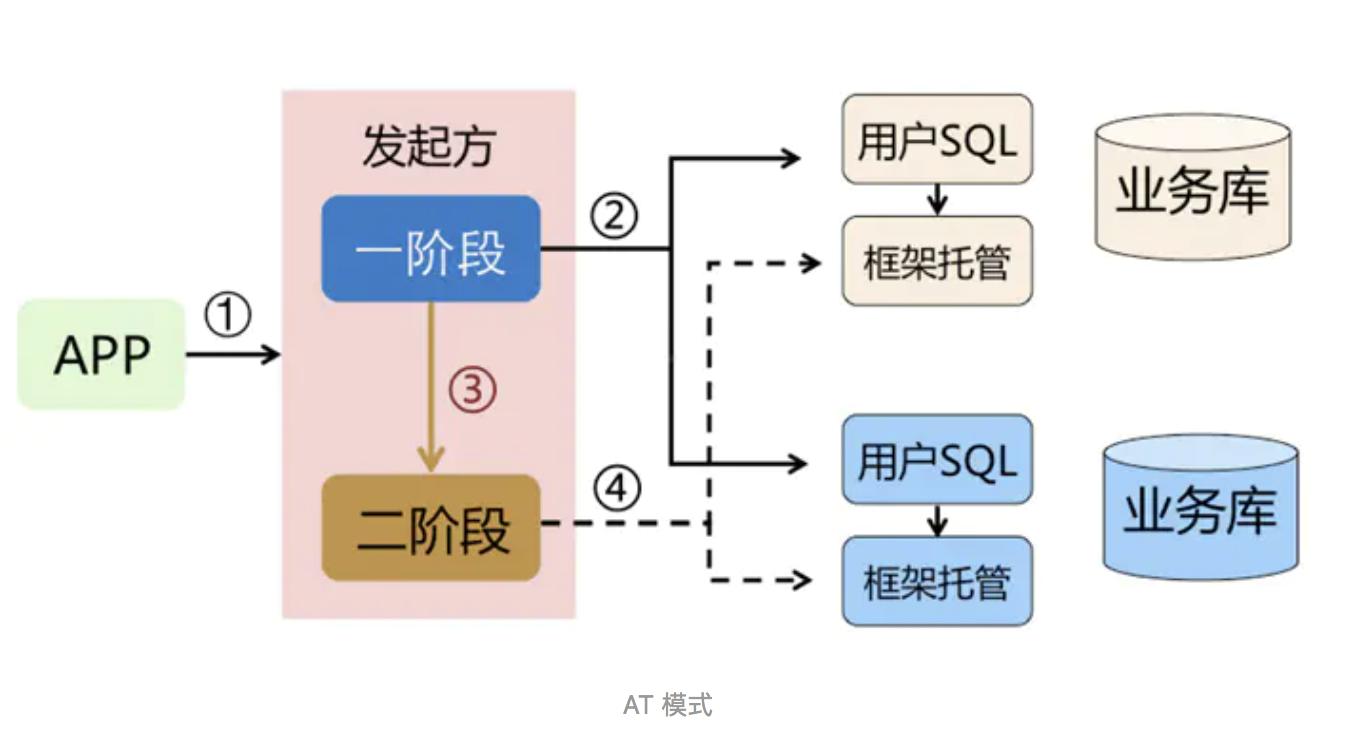 发起方
一阶段
②
用户SQL
业务库
框架托管
APP
①
③
二阶段
④
用户SQL
业务库
框架托管
AT 模式